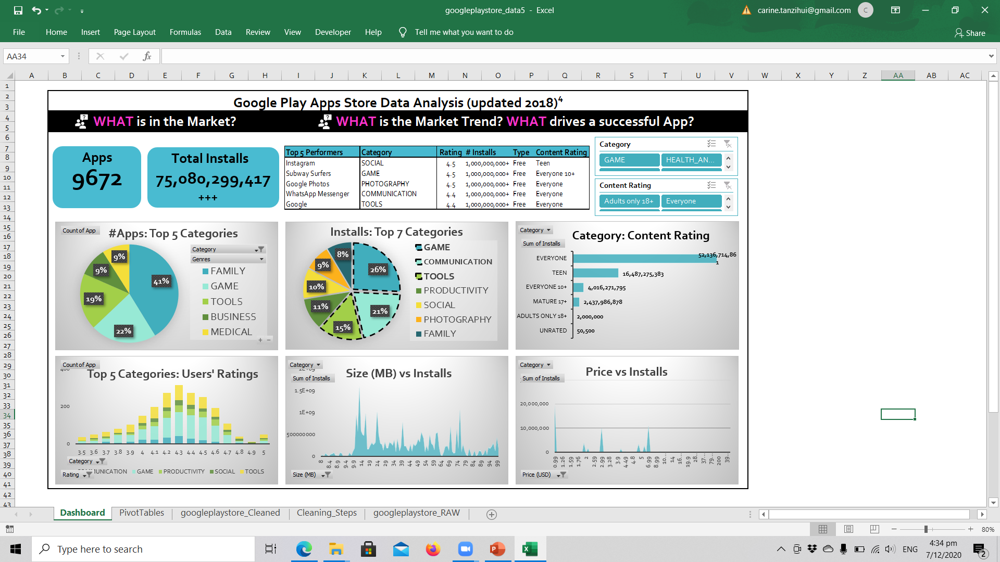 googleplaystore_data5 - Excel
carine.tanzihui@gmail.com
C
File Home Insert Page Layout Formulas Data Review View Developer Help Tell me what you want to do
Share
AA34
fx
A B C D E F G H I J K L M N O P Q R S T U V W X Y Z AA AB AC
1
2
3
4
5
6
7
8
9
10
11
12
13
14
15
16
17
18
19
20
21
22
23
24
25
26
27
28
29
30
31
32
33
34
35
36
37
38
39
40
41
42
43
Google Play Apps Store Data Analysis (updated 2018)4
WHAT is in the Market?
WHAT is the Market Trend? WHAT drives a successful App?
Apps
9672
Total Installs
75,080,299,417
+++
Top 5 Performers Category Rating # Installs Type Content Rating
Instagram SOCIAL 4.5 1,000,000,000+ Free Teen
Subway Surfers GAME 4.5 1,000,000,000+ Free Everyone 10+
Google Photos PHOTOGRAPHY 4.5 1,000,000,000+ Free Everyone
WhatsApp Messenger COMMUNICATION 4.4 1,000,000,000+ Free Everyone
Google TOOLS 4.4 1,000,000,000+ Free Everyone
Category
GAME HEALTH_AN...
Content Rating
Adults only 18+ Everyone
Count of App
#Apps: Top 5 Categories
Category
Genres
FAMILY
GAME
TOOLS
BUSINESS
MEDICAL
41%
22%
19%
9%
9%
Installs: Top 7 Categories
GAME
COMMUNICATION
TOOLS
PRODUCTIVITY
SOCIAL
PHOTOGRAPHY
FAMILY
26%
21%
15%
11%
10%
9%
8%
Category
Sum of Installs
Category: Content Rating
EVERYONE 52,136,714,861
TEEN 16,487,275,383
EVERYONE 10+ 4,016,271,795
MATURE 17+ 2,437,986,878
ADULTS ONLY 18+ 2,000,000
UNRATED 50,500
Count of App
Top 5 Categories: Users' Ratings
400
200
0
3.5 3.6 3.7 3.8 3.9 4 4.1 4.2 4.3 4.4 4.5 4.6 4.7 4.8 4.9 5
Category
Rating
MUNICATION GAME PRODUCTIVITY SOCIAL TOOLS
Category
Sum of Installs
Size (MB) vs Installs
2E+09
1.5E+09
1E+09
500000000
0
8 8.4 8.9 9.4 9.9 14 19 24 29 34 39 44 49 54 59 64 69 74 79 84 89 94 99
Size (MB)
Category
Sum of Installs
Price vs Installs
20,000,000
10,000,000
0
0.99 1.26 1.59 1.76 2 2.59 2.99 3.28 3.9 4.49 4.8 5 6.99 8.99 10... 14 16... 19.9 28... 37... 79... 200 39...
Price (USD)
Dashboard PivotTables googleplaystore_Cleaned Cleaning_Steps googleplaystore_RAW
80%
Type here to search
ENG
4:34 pm
7/12/2020
2